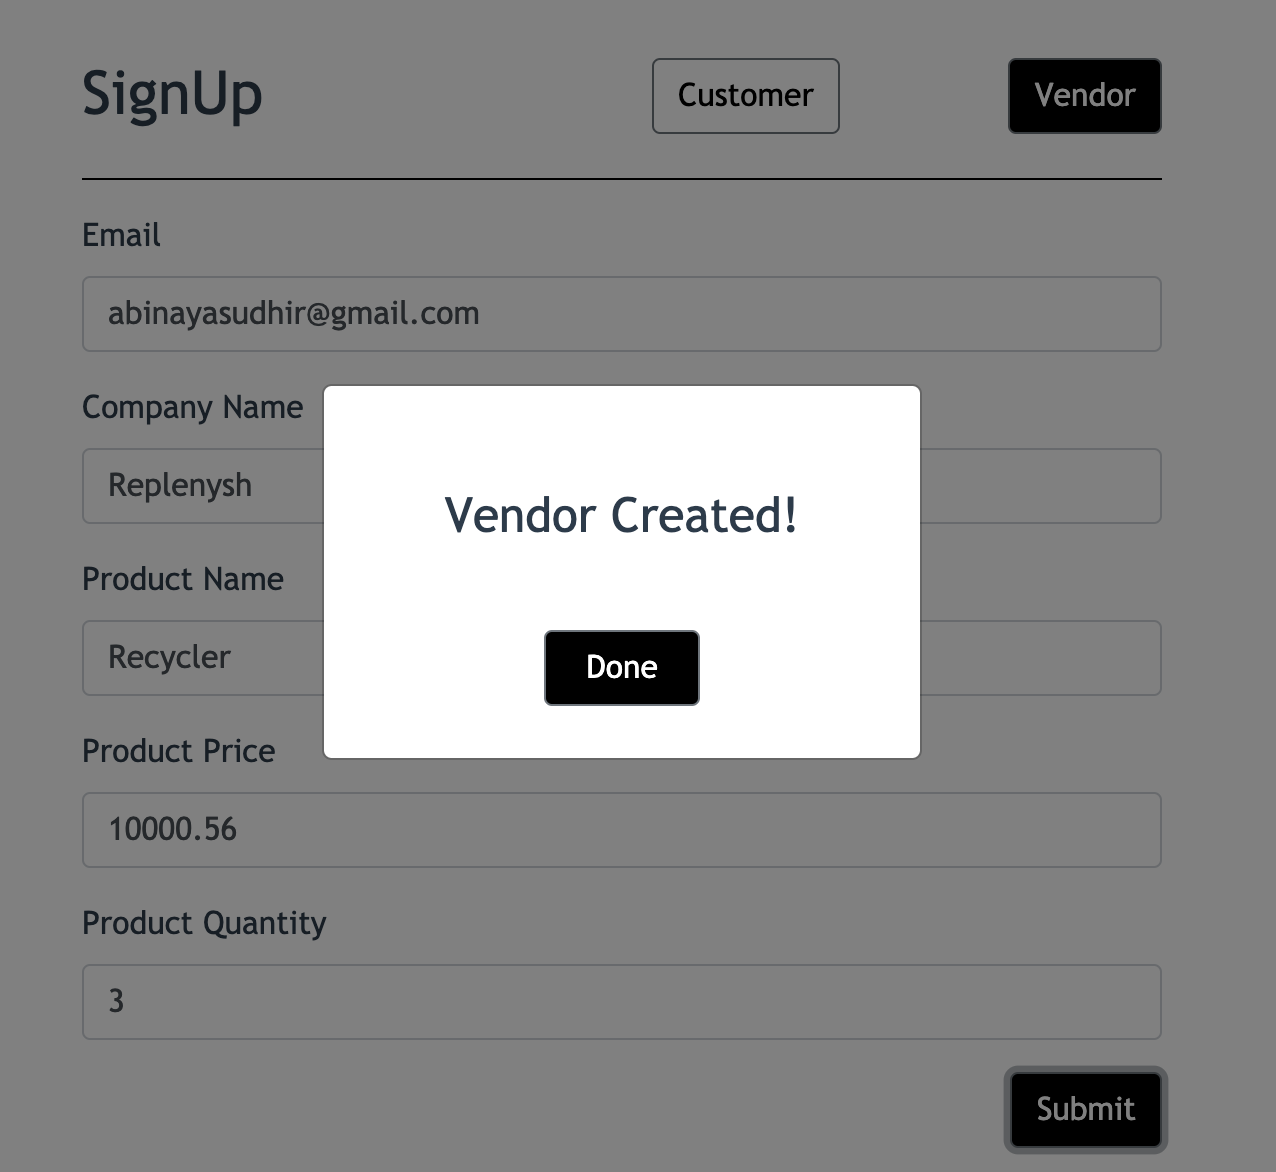 SignUp
Customer
Vendor
Email
abinayasudhir@gmail.com
Company Name
Replenysh
Vendor Created!
Product Name
Recycler
Done
Product Price
10000.56
Product Quantity
3
Submit